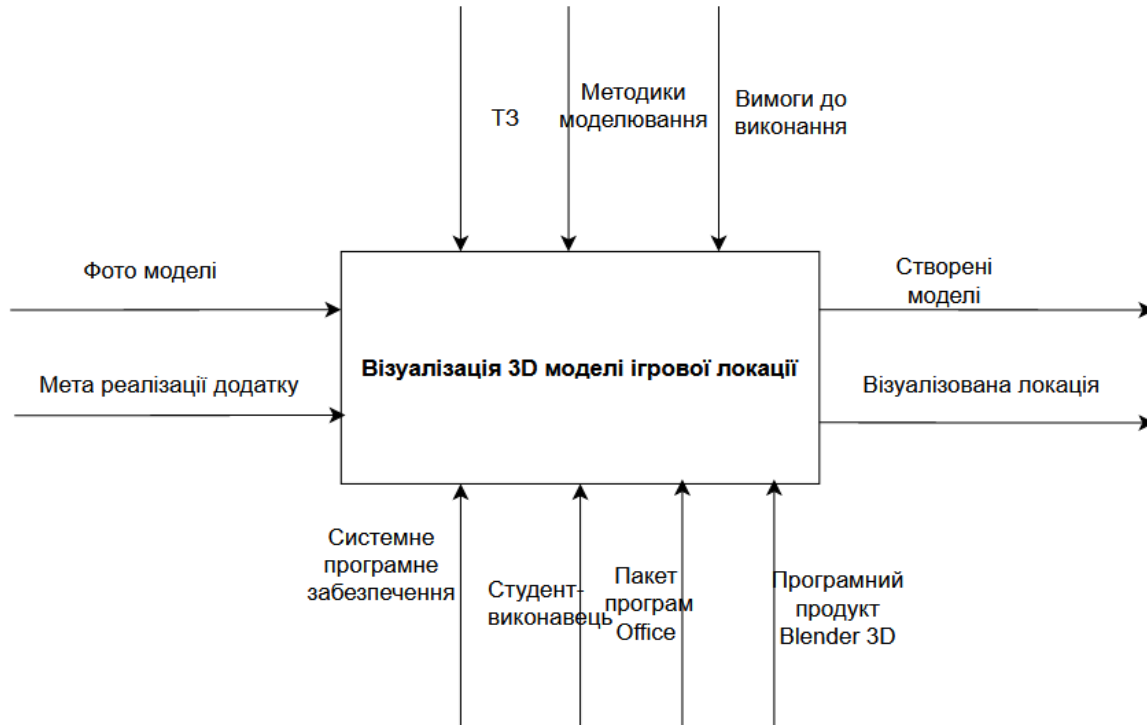 ТЗ
Методики
моделювання
Вимоги до
виконання
Фото моделі
Створені
моделі
Візуалізація 3D моделі ігрової локації
Мета реалізації додатку
Візуалізована локація
Системне
програмне
забезпечення
Студент-
виконавець
Пакет
програм
Office
Програмний
продукт
Blender 3D